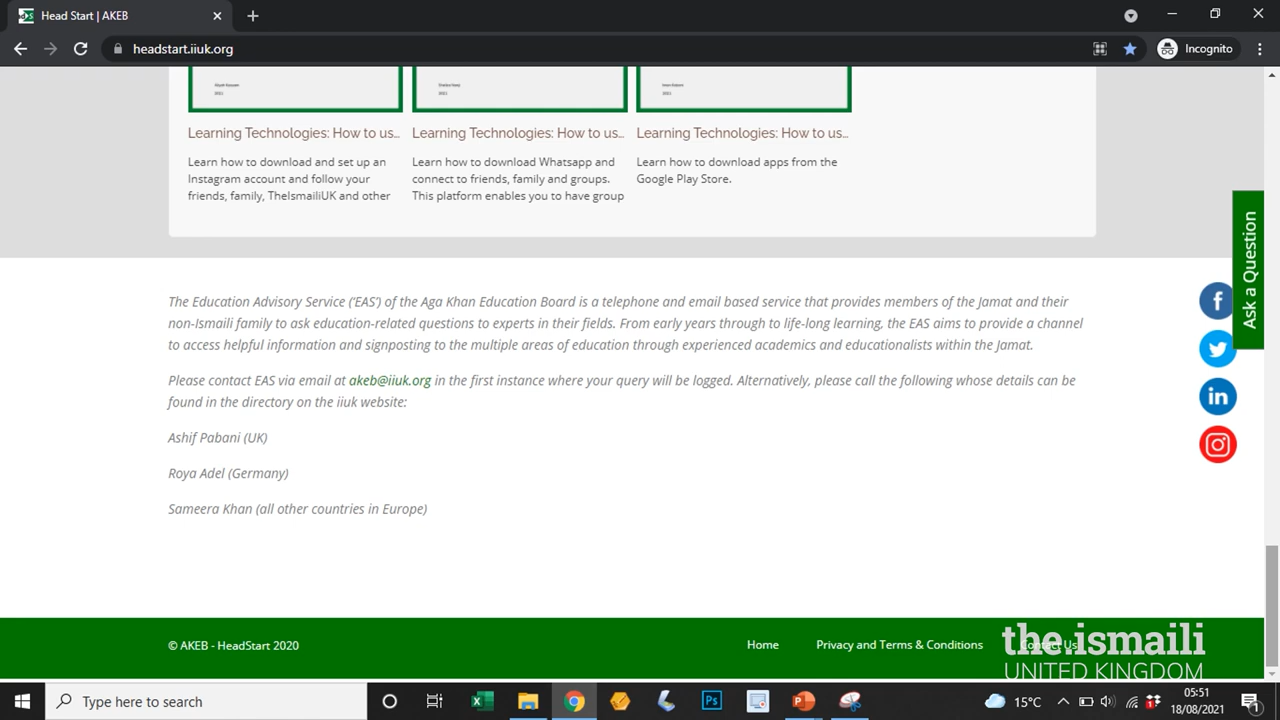 Head Start | AKEB
headstart.iiuk.org
Incognito
2021
2021
2021
Learning Technologies: How to us... Learning Technologies: How to us... Learning Technologies: How to us...
Learn how to download and set up an
Instagram account and follow your
friends, family, TheIsmailiUK and other
Learn how to download Whatsapp and
connect to friends, family and groups.
This platform enables you to have group
Learn how to download apps from the
Google Play Store.
Ask a Question
The Education Advisory Service ('EAS') of the Aga Khan Education Board is a telephone and email based service that provides members of the Jamat and their
non-Ismaili family to ask education-related questions to experts in their fields. From early years through to life-long learning, the EAS aims to provide a channel
to access helpful information and signposting to the multiple areas of education through experienced academics and educationalists within the Jamat.
Please contact EAS via email at akeb@iiuk.org in the first instance where your query will be logged. Alternatively, please call the following whose details can be
found in the directory on the iiuk website:
Ashif Pabani (UK)
Roya Adel (Germany)
Sameera Khan (all other countries in Europe)
© AKEB - HeadStart 2020
Home Privacy and Terms & Conditions Contact Us
the.ismaili
UNITED KINGDOM
Type here to search
15°C
05:51
18/08/2021